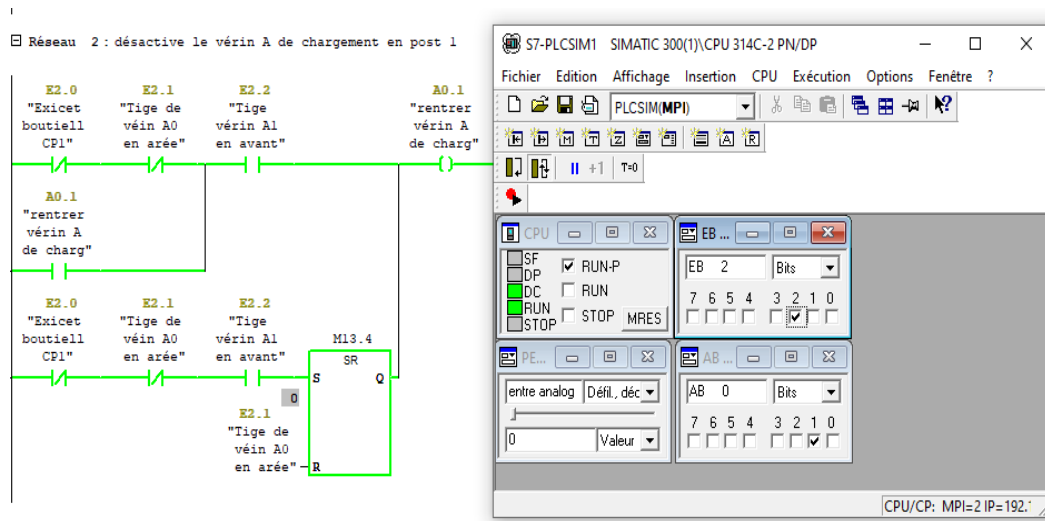 Réseau 2 : désactive le vérin A de chargement en post 1
E2.0 E2.1 E2.2 A0.1
"Exicet "Tige de "Tige "rentrer
boutiell véin A0 vérin A1 vérin A
CP1" en arée" en avant" de charg"
A0.1
"rentrer
vérin A
de charg"
E2.0 E2.1 E2.2
"Exicet "Tige de "Tige
boutiell véin A0 vérin A1 M13.4
CP1" en arée" en avant" SR
S Q
0
E2.1
"Tige de
véin A0
en arée" R
S7-PLCSIM1 SIMATIC 300(1)\CPU 314C-2 PN/DP
Fichier Edition Affichage Insertion CPU Exécution Options Fenêtre ?
PLCSIM(MPI)
+1 T=0
CPU
SF
DP
DC
RUN
STOP
RUN-P
RUN
STOP MRES
EB ...
EB 2 Bits
7 6 5 4 3 2 1 0
PE...
entre analog Défil., déc
0 Valeur
AB ...
AB 0 Bits
7 6 5 4 3 2 1 0
CPU/CP: MPI=2 IP=192.